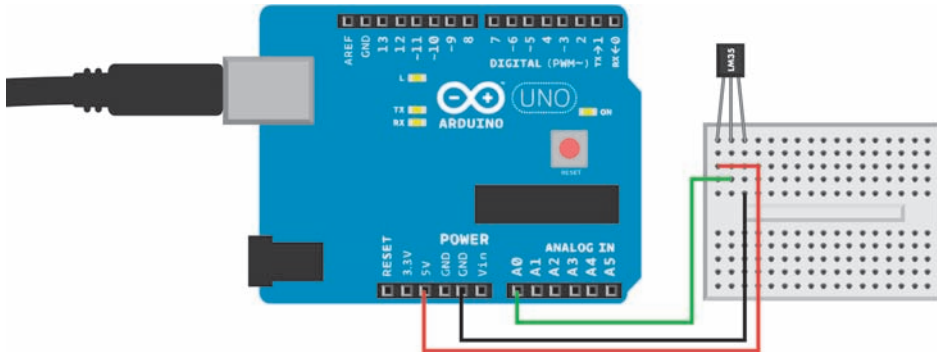 AREF GND 13 12 ~11 ~10 ~9 8 7 ~6 ~5 4 ~3 2 TX→1 RX←0
DIGITAL (PWM~)
L
TX
RX
ARDUINO
UNO
ON
RESET
LM35
POWER
ANALOG IN
RESET 3.3V 5V GND GND Vin A0 A1 A2 A3 A4 A5